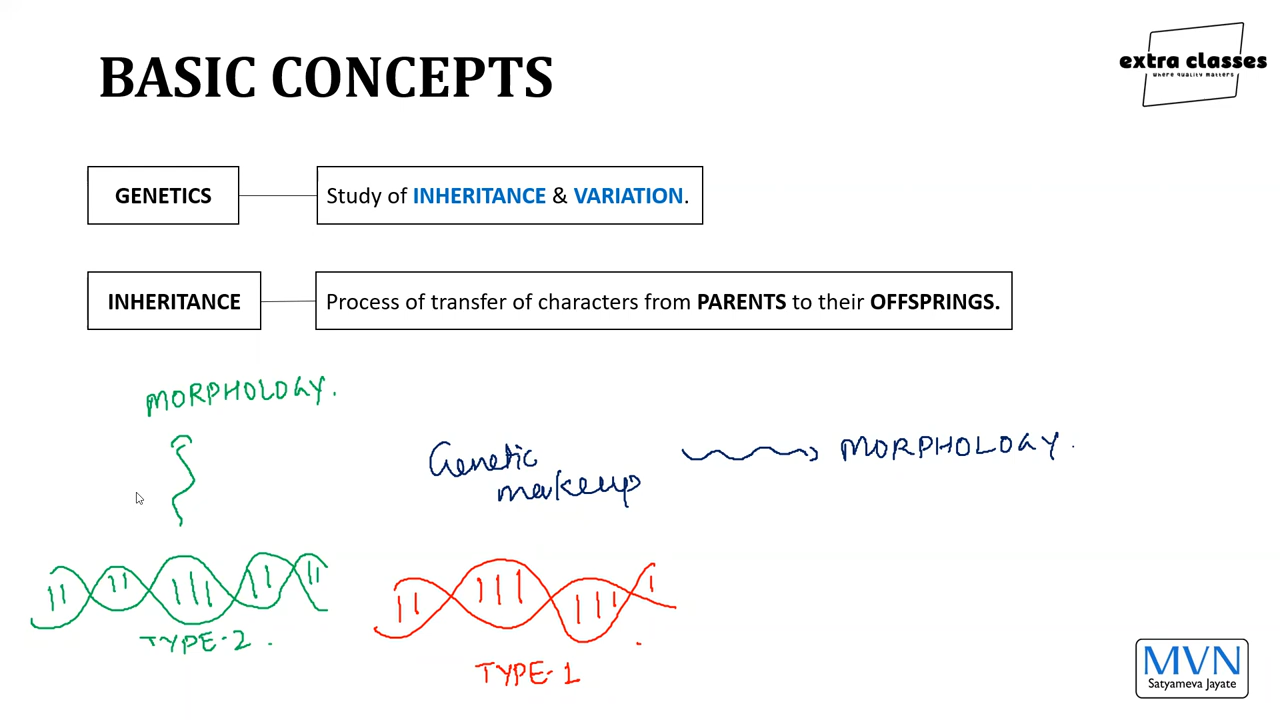 BASIC CONCEPTS
extra classes
where quality matters
GENETICS
Study of INHERITANCE & VARIATION.
INHERITANCE
Process of transfer of characters from PARENTS to their OFFSPRINGS.
MORPHOLOGY.
Genetic
makeup
MORPHOLOGY.
TYPE-2
TYPE-1
MVN
Satyameva Jayate